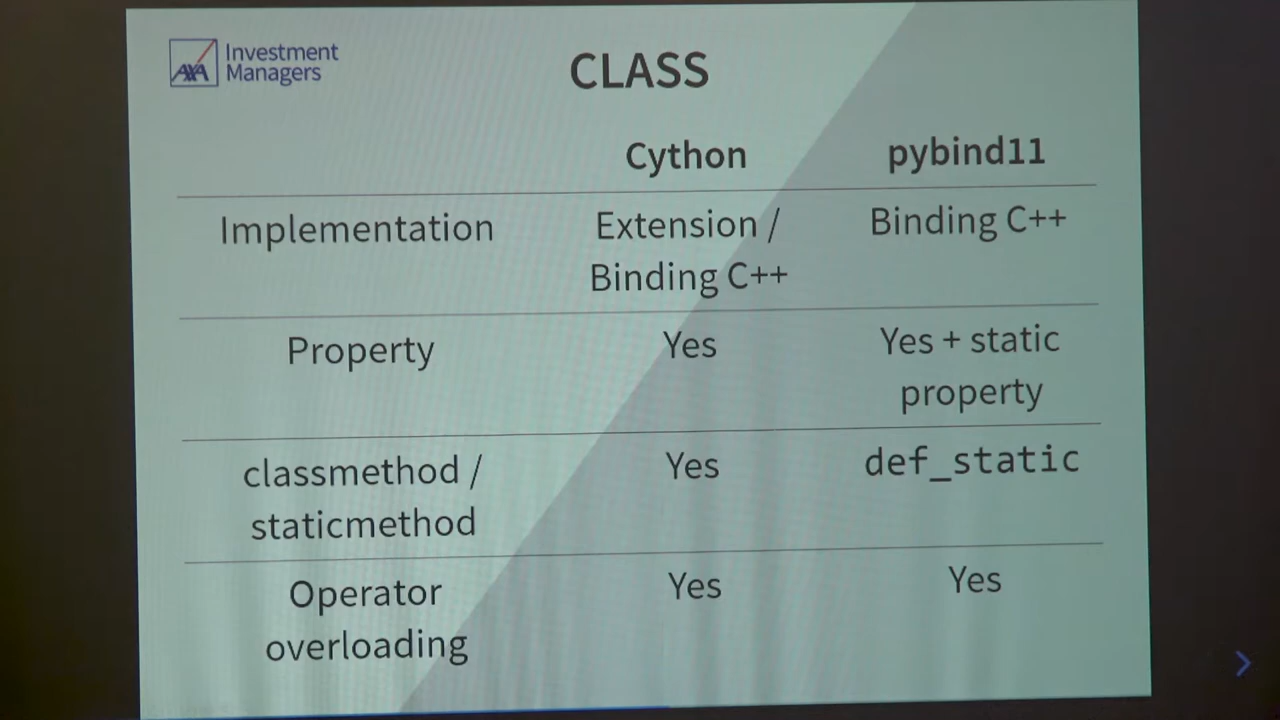 AXA Investment
Managers
CLASS
Cython pybind11
Implementation Extension / Binding C++
Binding C++
Property Yes Yes + static
property
classmethod / Yes def_static
staticmethod
Operator Yes Yes
overloading